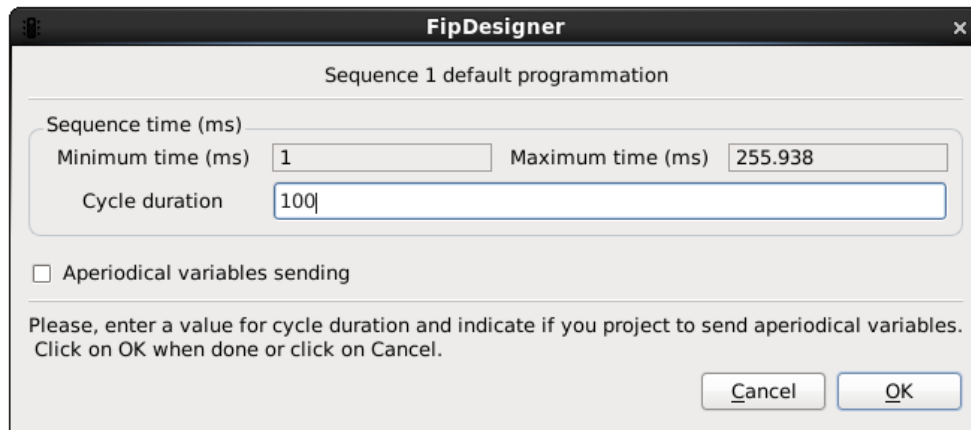 FipDesigner
Sequence 1 default programmation
Sequence time (ms)
Minimum time (ms) 1 Maximum time (ms) 255.938
Cycle duration 100
Aperiodical variables sending
Please, enter a value for cycle duration and indicate if you project to send aperiodical variables.
Click on OK when done or click on Cancel.
Cancel OK